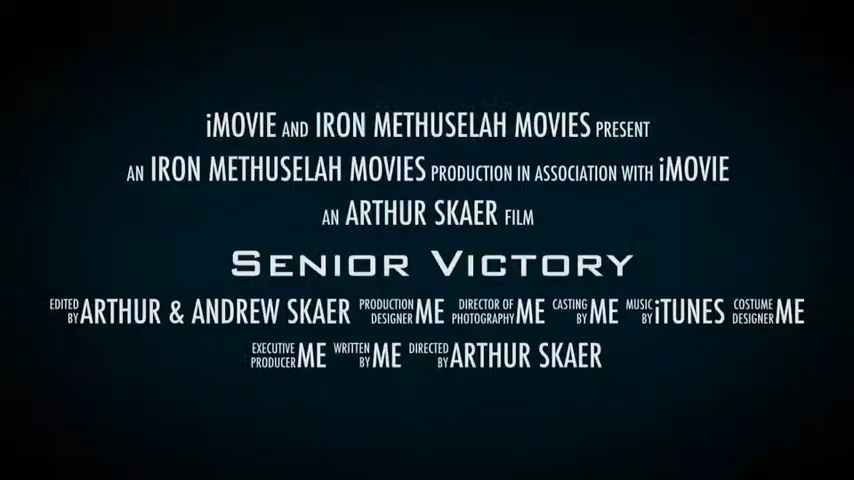 iMOVIE AND IRON METHUSELAH MOVIES PRESENT
AN IRON METHUSELAH MOVIES PRODUCTION IN ASSOCIATION WITH iMOVIE
AN ARTHUR SKAER FILM
SENIOR VICTORY
EDITED BY ARTHUR & ANDREW SKAER PRODUCTION DESIGNER ME DIRECTOR OF PHOTOGRAPHY ME CASTING BY ME MUSIC BY iTUNES COSTUME DESIGNER ME
EXECUTIVE PRODUCER ME WRITTEN BY ME DIRECTED BY ARTHUR SKAER